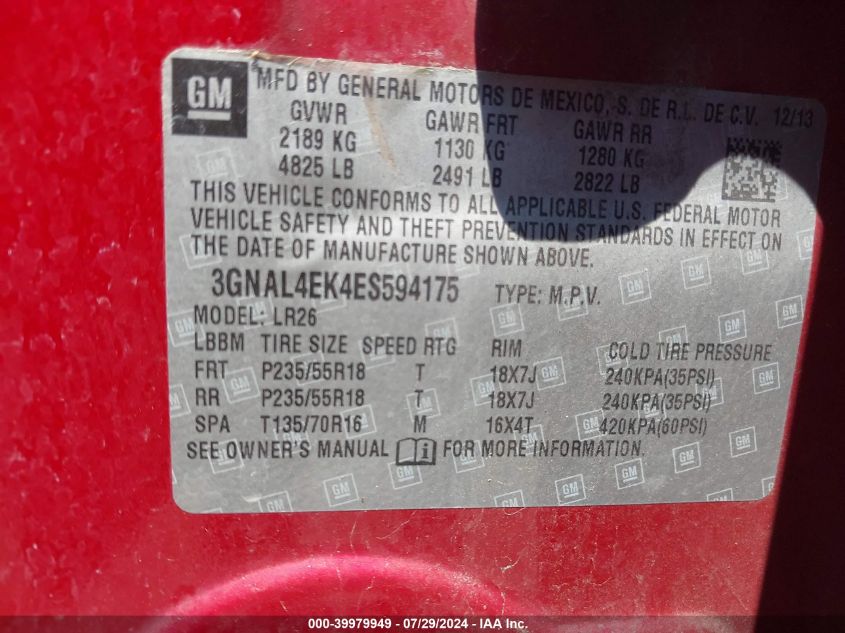 GM
MFD BY GENERAL MOTORS DE MEXICO, S. DE R.L. DE C.V. 12/13
GVWR GAWR FRT GAWR RR
2189 KG 1130 KG 1280 KG
4825 LB 2491 LB 2822 LB
THIS VEHICLE CONFORMS TO ALL APPLICABLE U.S. FEDERAL MOTOR
VEHICLE SAFETY AND THEFT PREVENTION STANDARDS IN EFFECT ON
THE DATE OF MANUFACTURE SHOWN ABOVE.
3GNAL4EK4ES594175 TYPE: M.P.V.
MODEL: LR26
LBBM TIRE SIZE SPEED RTG RIM COLD TIRE PRESSURE
FRT P235/55R18 T 18X7J 240KPA(35PSI)
RR P235/55R18 T 18X7J 240KPA(35PSI)
SPA T135/70R16 M 16X4T 420KPA(60PSI)
SEE OWNER'S MANUAL i FOR MORE INFORMATION.
000-39979949 - 07/29/2024 - IAA Inc.